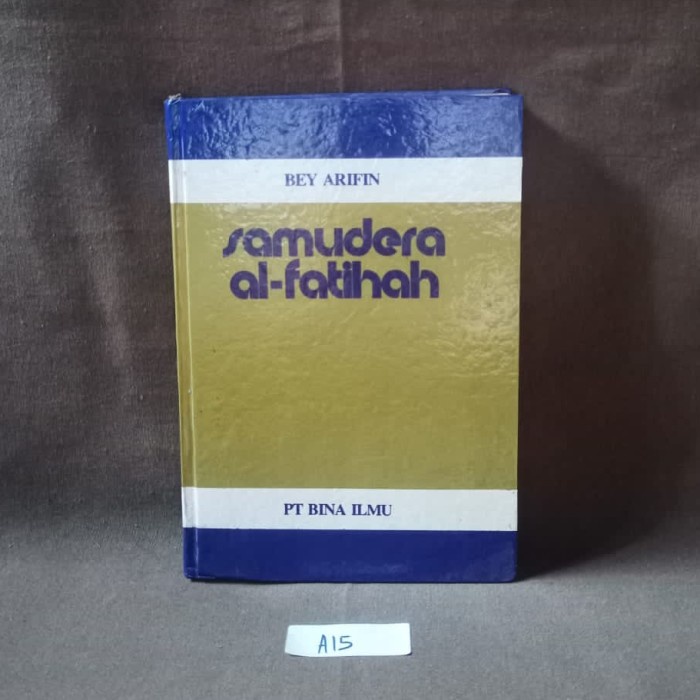 BEY ARIFIN
samudera
al-fatihah
PT BINA ILMU
A15